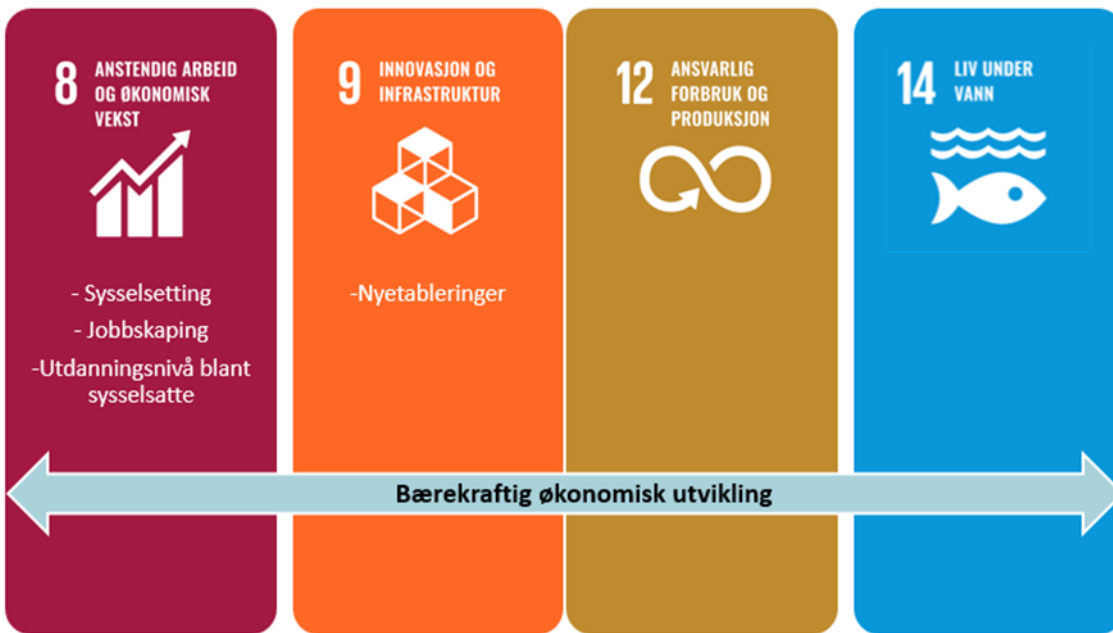 8 ANSTENDIG ARBEID
OG ØKONOMISK
VEKST
- Sysselsetting
- Jobbskaping
-Utdanningsnivå blant
sysselsatte
9 INNOVASJON OG
INFRASTRUKTUR
-Nyetableringer
12 ANSVARLIG
FORBRUK OG
PRODUKSJON
14 LIV UNDER
VANN
Bærekraftig økonomisk utvikling